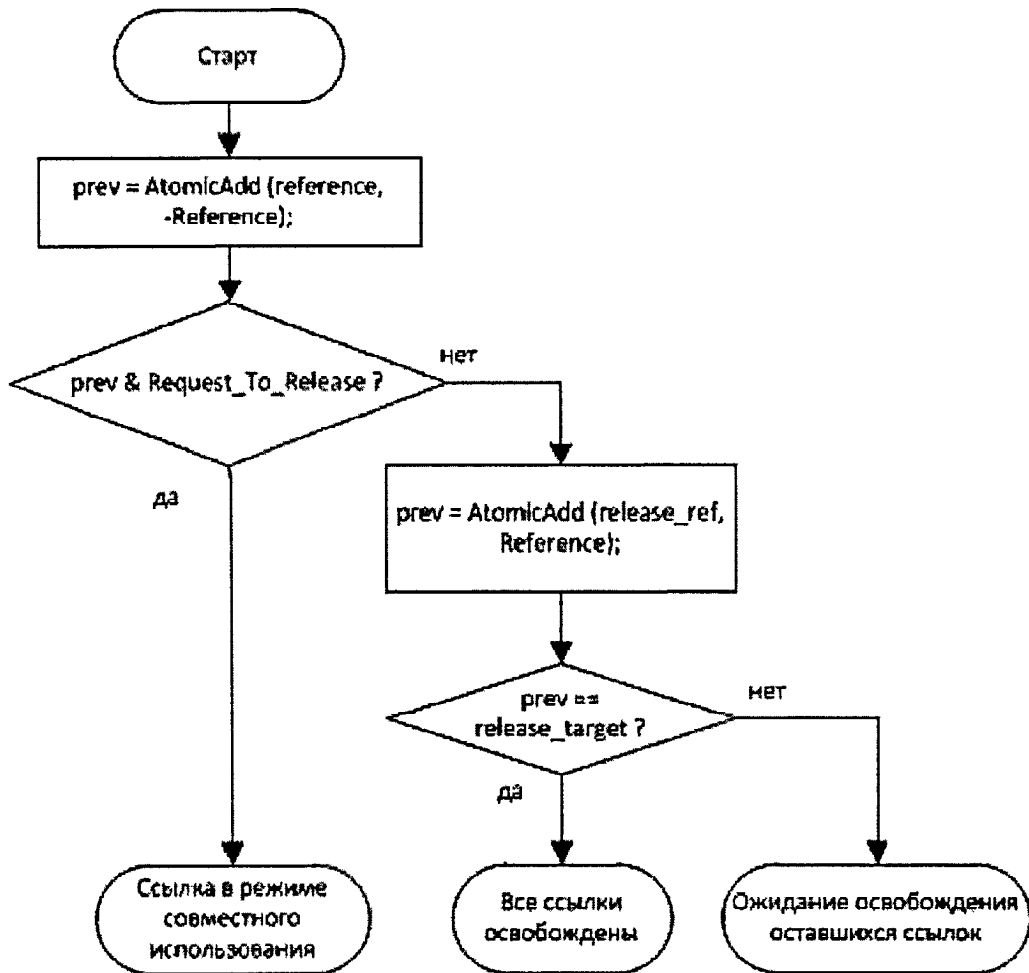 Старт
prev = AtomicAdd (reference,
-Reference);
prev & Request_To_Release ?
нет
да
prev = AtomicAdd (release_ref,
Reference);
prev ==
release_target ?
нет
да
Ссылка в режиме
совместного
использования
Все ссылки
освобождены
Ожидание освобождения
оставшихся ссылок